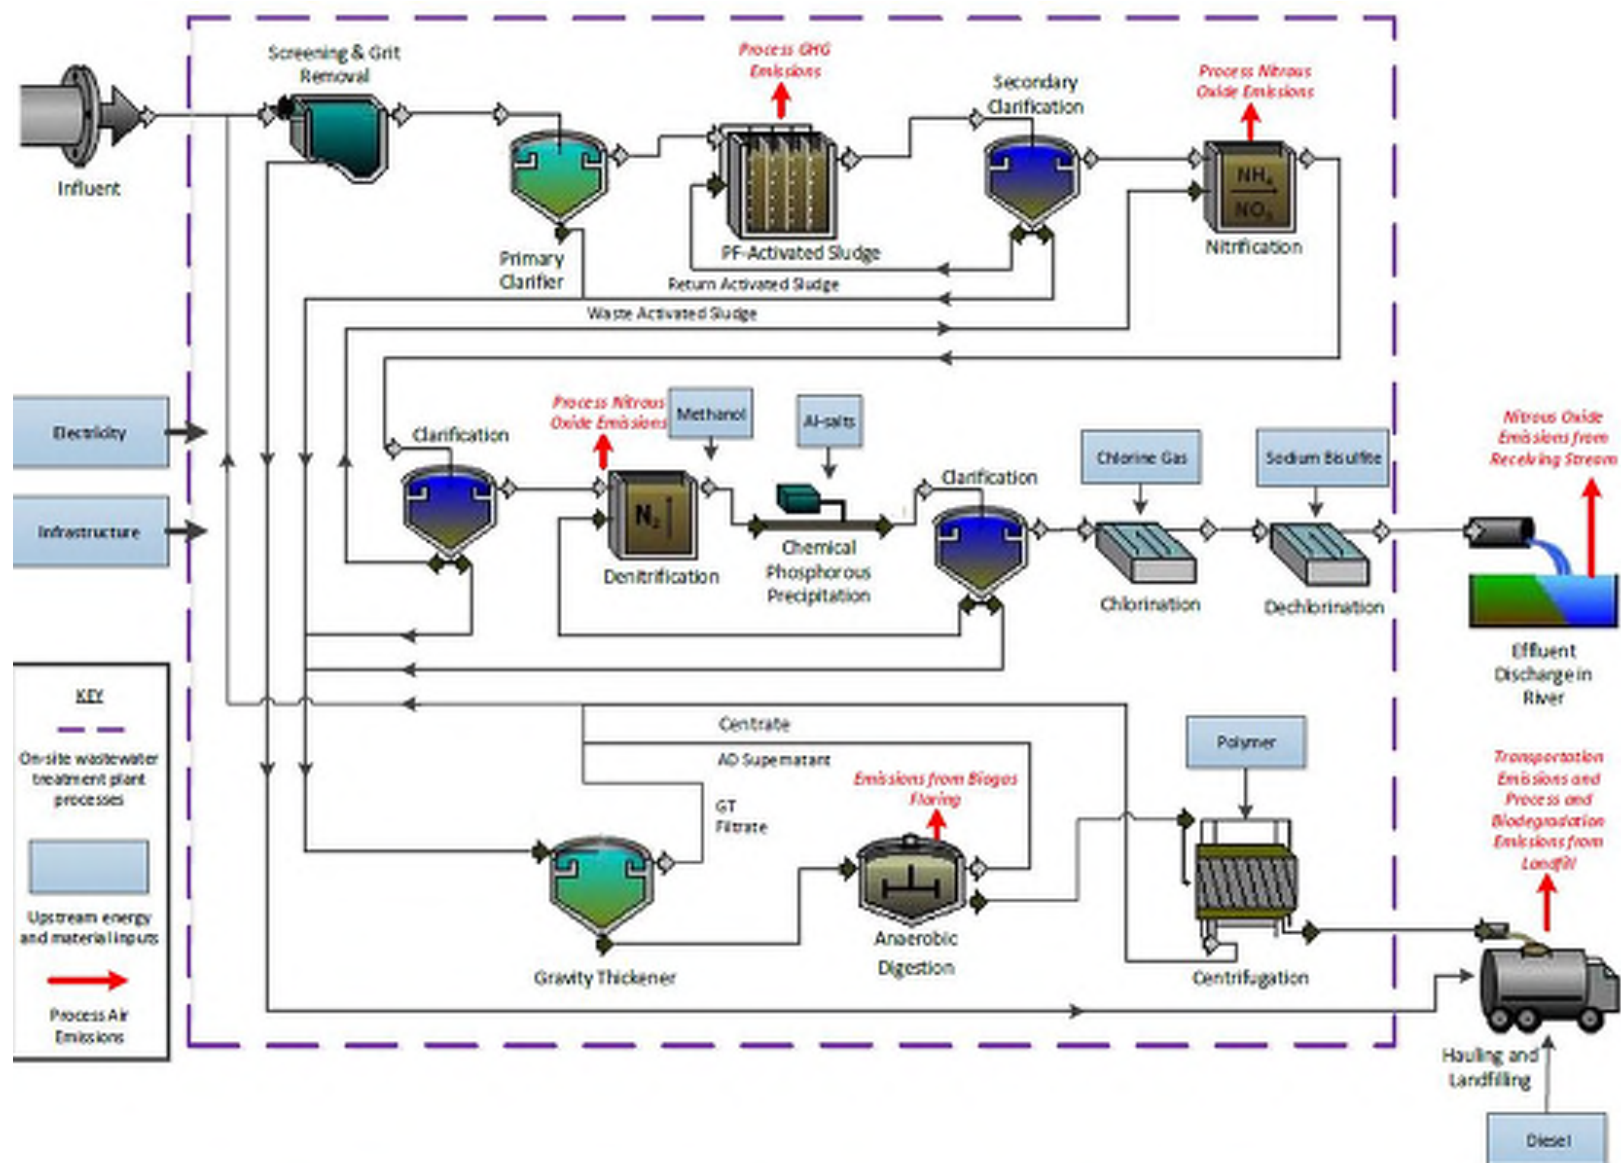 Screening & Grit
Removal
Process GHG
Emissions
Secondary
Clarification
Process Nitrous
Oxide Emissions
Influent
NH₄
NO₃
Primary
Clarifier
PF-Activated Sludge
Nitrification
Return Activated Sludge
Waste Activated Sludge
Electricity
Infrastructure
Clarification
Process Nitrous
Oxide Emissions
Methanol
Al-salts
Clarification
Chlorine Gas
Sodium Bisulfite
Nitrous Oxide
Emissions from
Receiving Stream
N₂
Denitrification
Chemical
Phosphorous
Precipitation
Chlorination
Dechlorination
Effluent
Discharge in
River
KEY
On-site wastewater
treatment plant
processes
Upstream energy
and material inputs
Process Air
Emissions
Centrate
AD Supernatant
GT
Filtrate
Emissions from Biogas
Flaring
Polymer
Transportation
Emissions and
Process and
Biodegradation
Emissions from
Landfill
Gravity Thickener
Anaerobic
Digestion
Centrifugation
Hauling and
Landfilling
Diesel